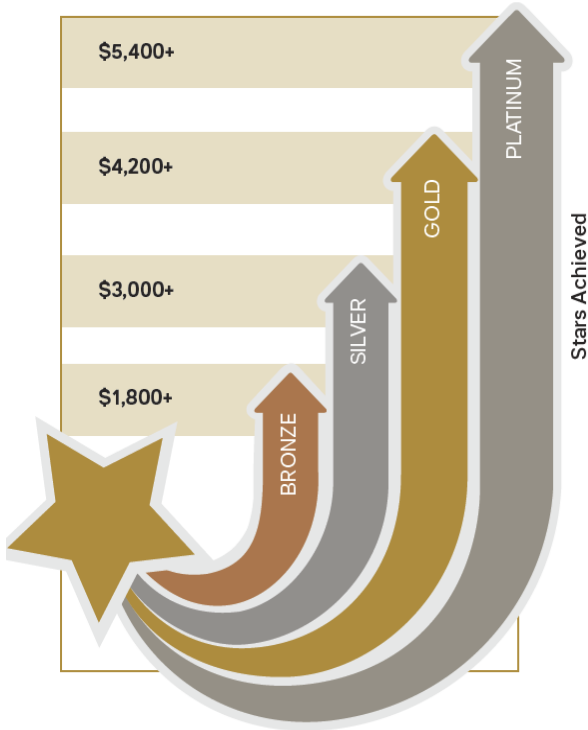 $5,400+
PLATINUM
$4,200+
GOLD
Stars Achieved
$3,000+
SILVER
$1,800+
BRONZE